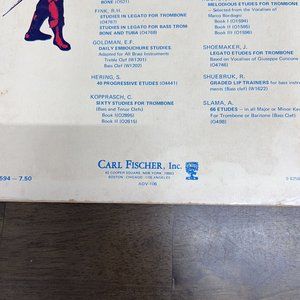 BONE (O521)
FINK, R.H.
STUDIES IN LEGATO FOR TROMBONE
(O4767)
STUDIES IN LEGATO FOR BASS TROM-
BONE AND TUBA (O4768)
GOLDMAN, E.F.
DAILY EMBOUCHURE STUDIES
Adapted for All Brass Instruments
Treble Clef (W1201)
Bass Clef (W1202)
HERING, S.
40 PROGRESSIVE ETUDES (O4441)
KOPPRASCH, C.
SIXTY STUDIES FOR TROMBONE
(Bass and Tenor Clefs)
Book I (O2895)
Book II (O2615)
MELODIOUS ETUDES FOR TROMBONE
Selected from the Vocalises of
Marco Bordogni
Book I (O1594)
Book II (O1595)
Book III (O1596)
SHOEMAKER, J.
LEGATO ETUDES FOR TROMBONE
Based on Vocalises of Giuseppe Concone
(O4746)
SHUEBRUK, R.
GRADED LIP TRAINERS for bass instruments
(bass clef) (W1622)
SLAMA, A.
66 ETUDES — in all Major or Minor Keys
For Trombone or Baritone (Bass Clef)
(O498)
CARL FISCHER, Inc.
62 COOPER SQUARE, NEW YORK, 10003
BOSTON · CHICAGO · LOS ANGELES
ADV-106
594 – 7.50